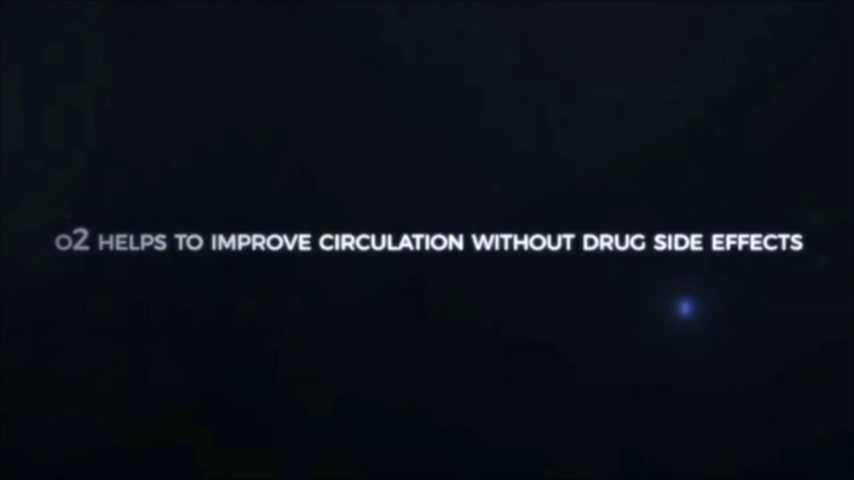 o2 HELPS TO IMPROVE CIRCULATION WITHOUT DRUG SIDE EFFECTS